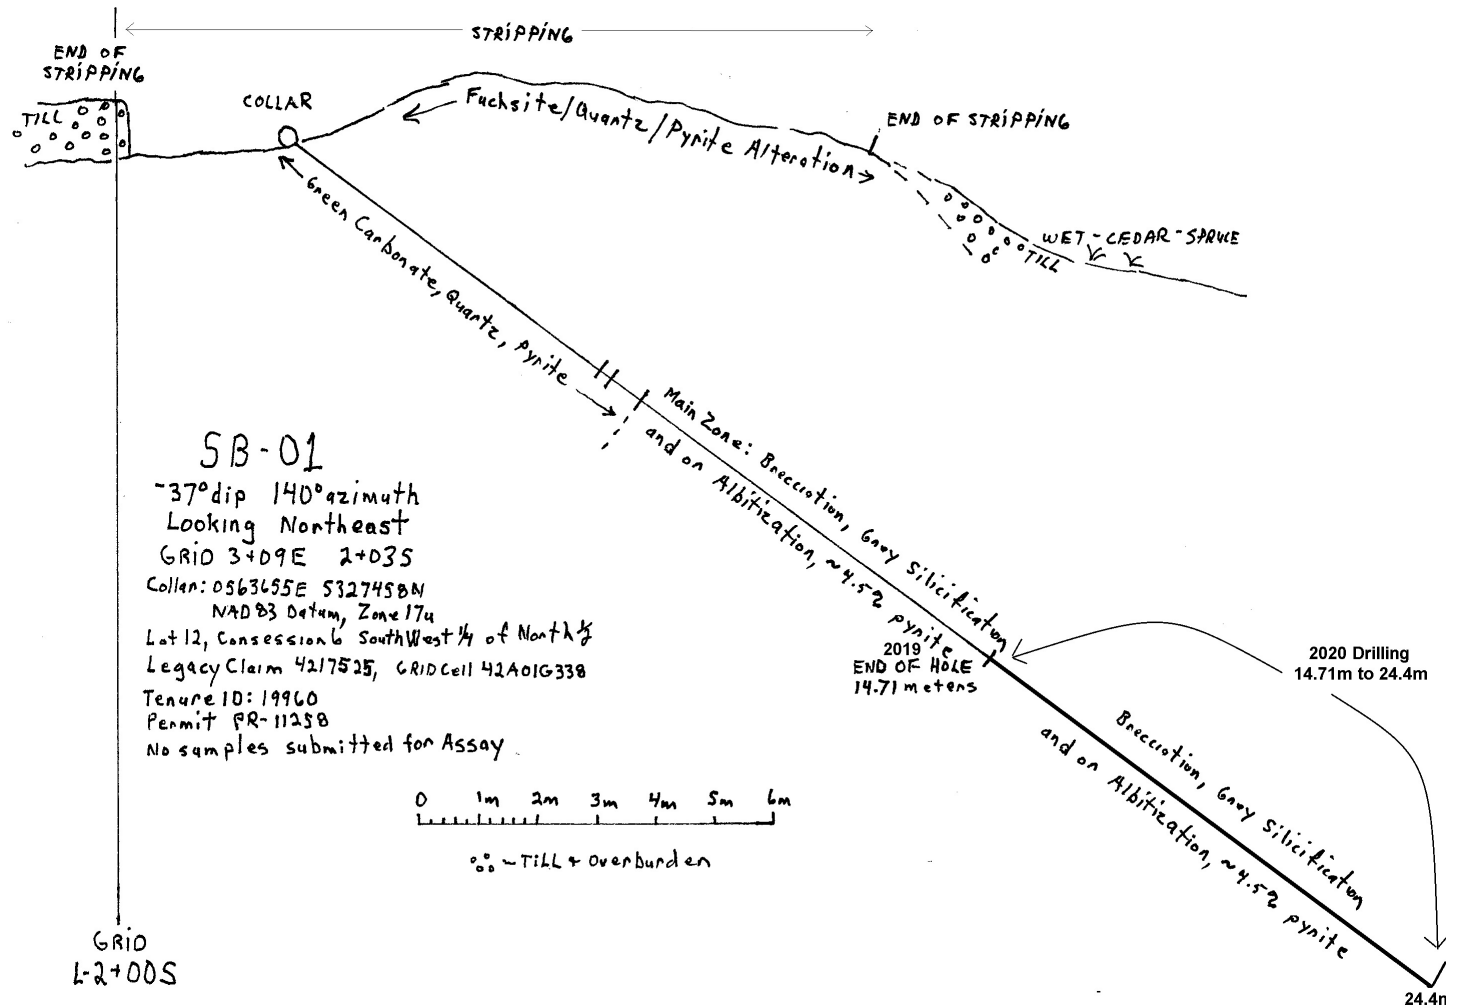 STRIPPING
END OF
STRIPPING
TILL
COLLAR
Fuchsite/Quartz/Pyrite Alteration
END OF STRIPPING
WET-CEDAR-SPRUCE
TILL
Green Carbonate, Quartz, Pyrite
Main Zone: Brecciation, Grey Silicification
and or Albitization, ~4.5% pyrite
SB-01
-37° dip 140° azimuth
Looking Northeast
GRID 3+09E 2+03S
Collar: 0563655E 5327458N
NAD83 Datum, Zone 17u
Lot 12, Consession 6 SouthWest 1/4 of North 1/2
Legacy Claim 4217525, GRIDCell 42A01G338
Tenure ID: 19960
Permit PR-11258
No samples submitted for Assay
2019
END OF HOLE
14.71 meters
2020 Drilling
14.71m to 24.4m
Brecciation, Grey Silicification
and or Albitization, ~4.5% pyrite
0 1m 2m 3m 4m 5m 6m
~TILL + Overburden
GRID
L-2+00S
24.4m